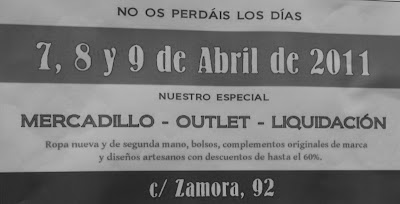 NO OS PERDÁIS LOS DÍAS
7, 8 y 9 de Abril de 2011
NUESTRO ESPECIAL
MERCADILLO - OUTLET - LIQUIDACIÓN
Ropa nueva y de segunda mano, bolsos, complementos originales de marca
y diseños artesanos con descuentos de hasta el 60%.
c/ Zamora, 92